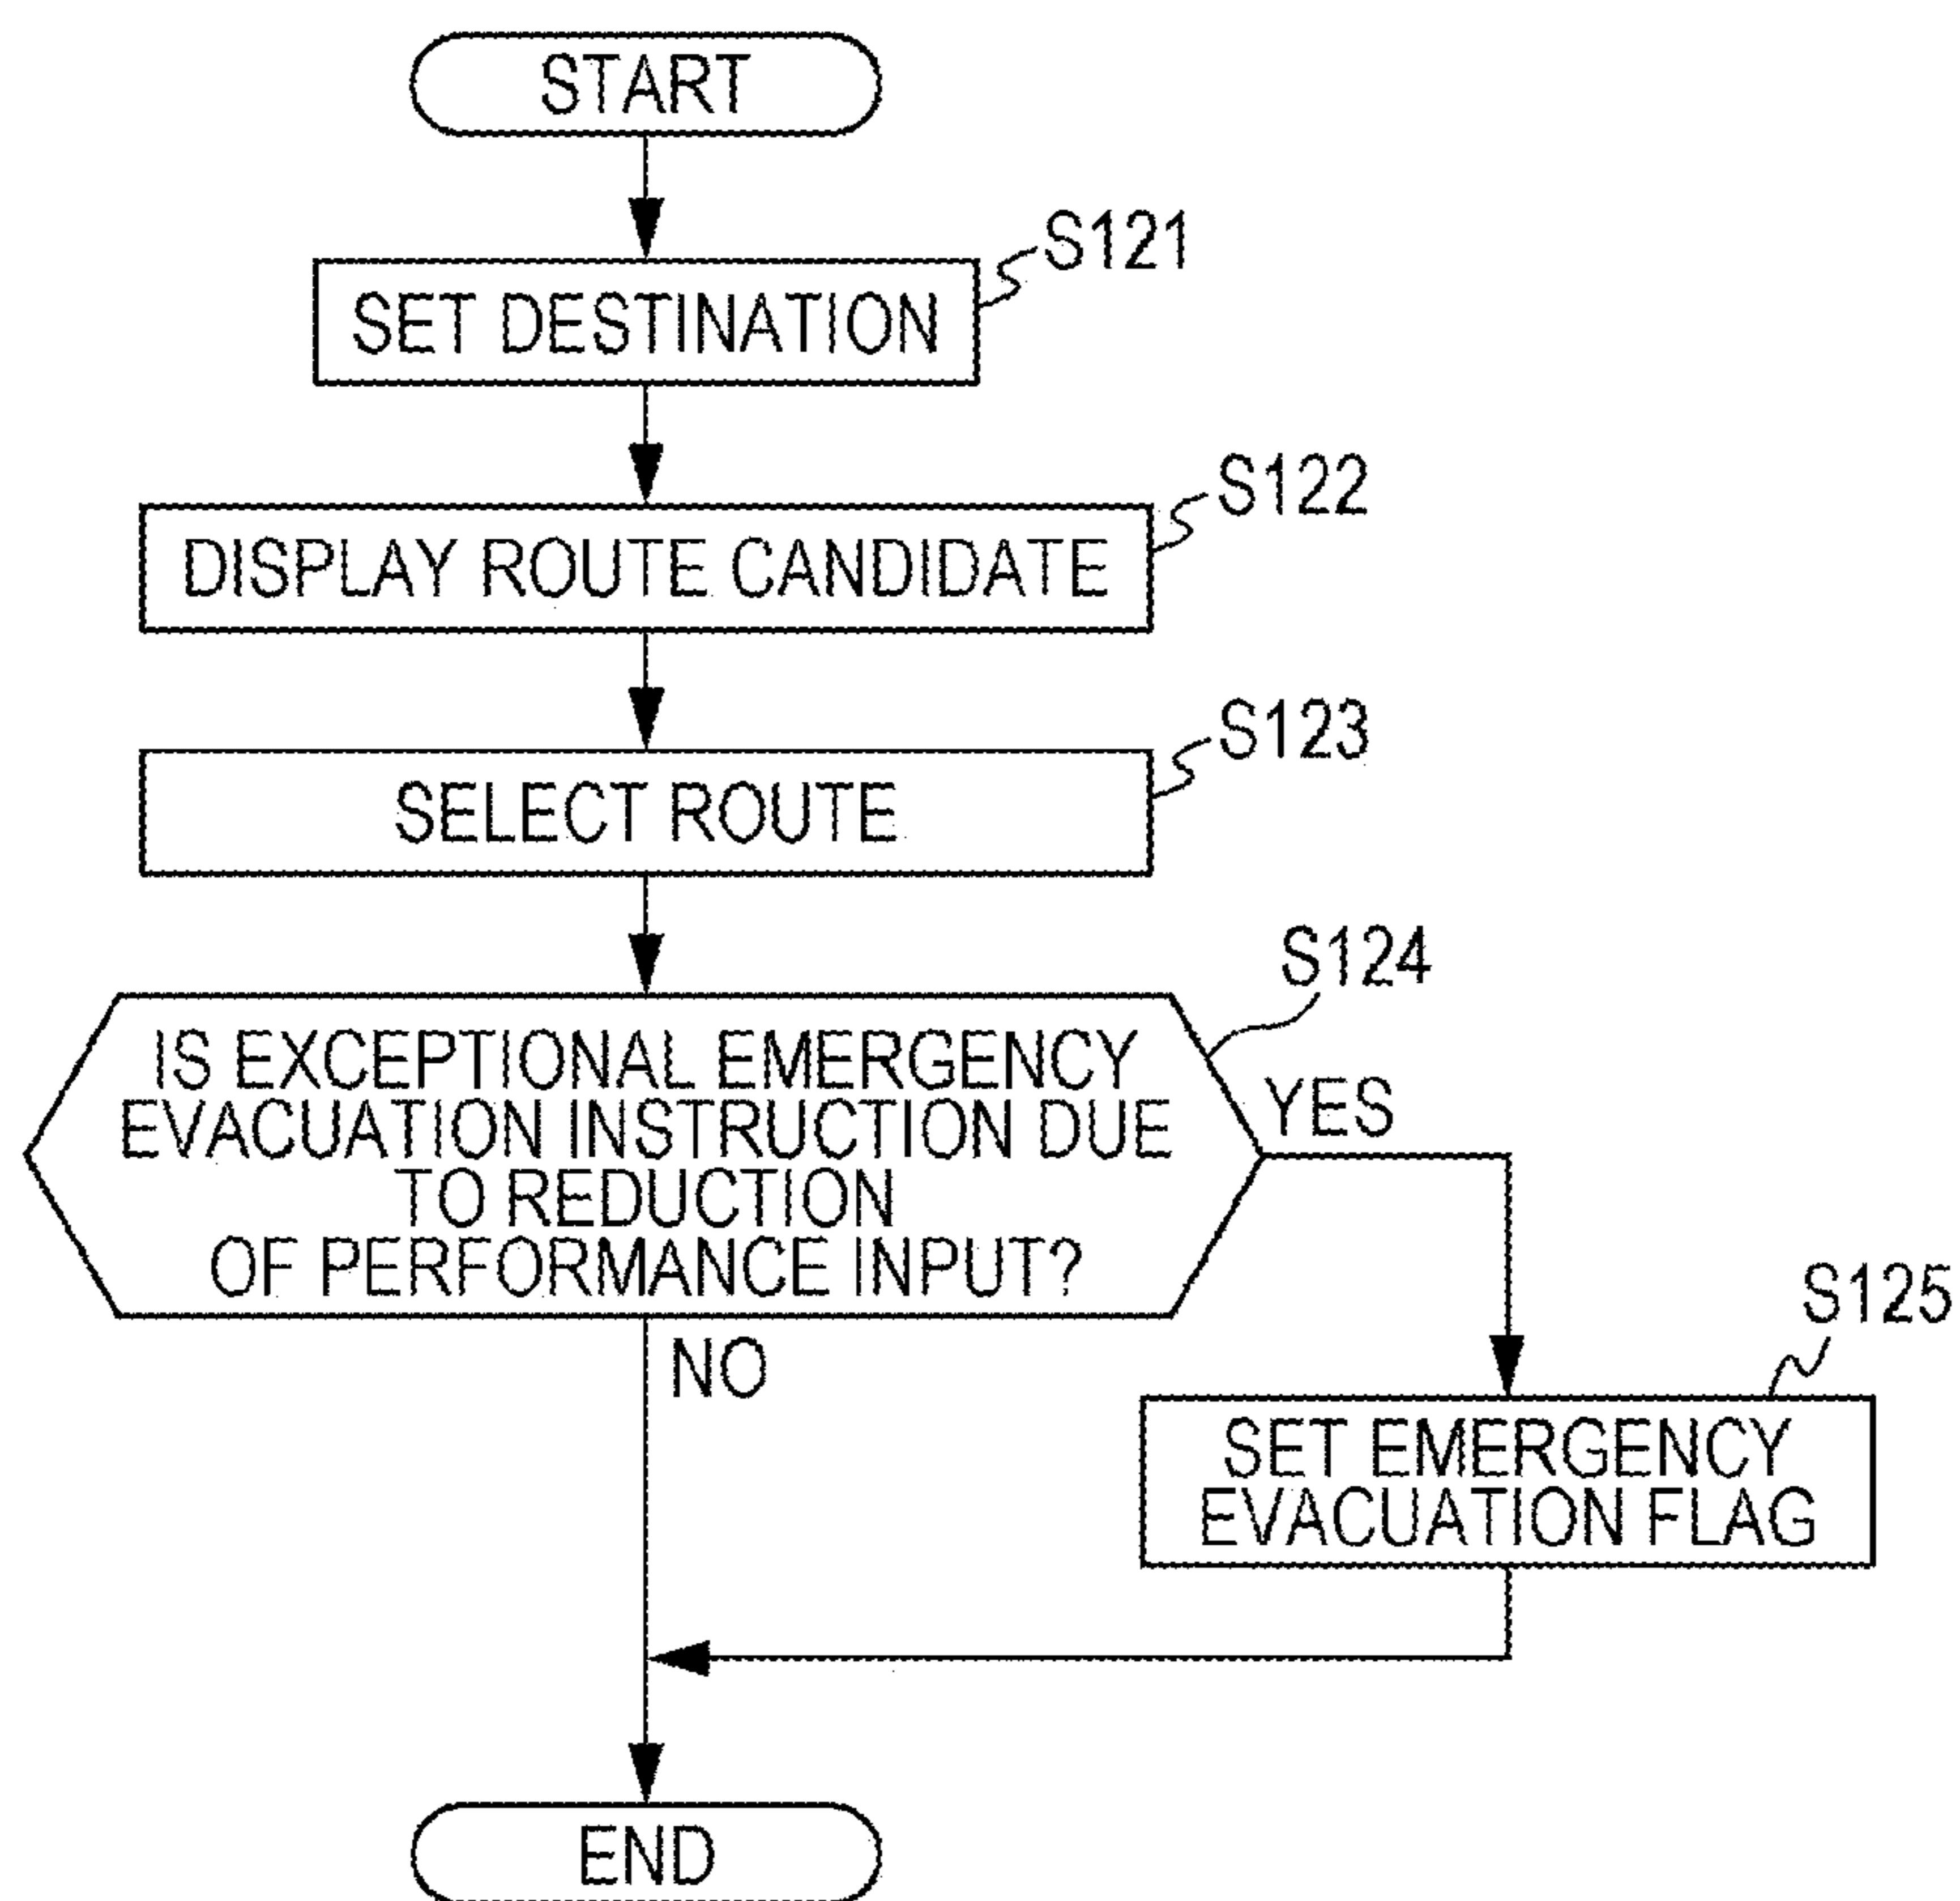 START
S121
SET DESTINATION
S122
DISPLAY ROUTE CANDIDATE
S123
SELECT ROUTE
S124
IS EXCEPTIONAL EMERGENCY
EVACUATION INSTRUCTION DUE
TO REDUCTION
OF PERFORMANCE INPUT?
YES
NO
S125
SET EMERGENCY
EVACUATION FLAG
END